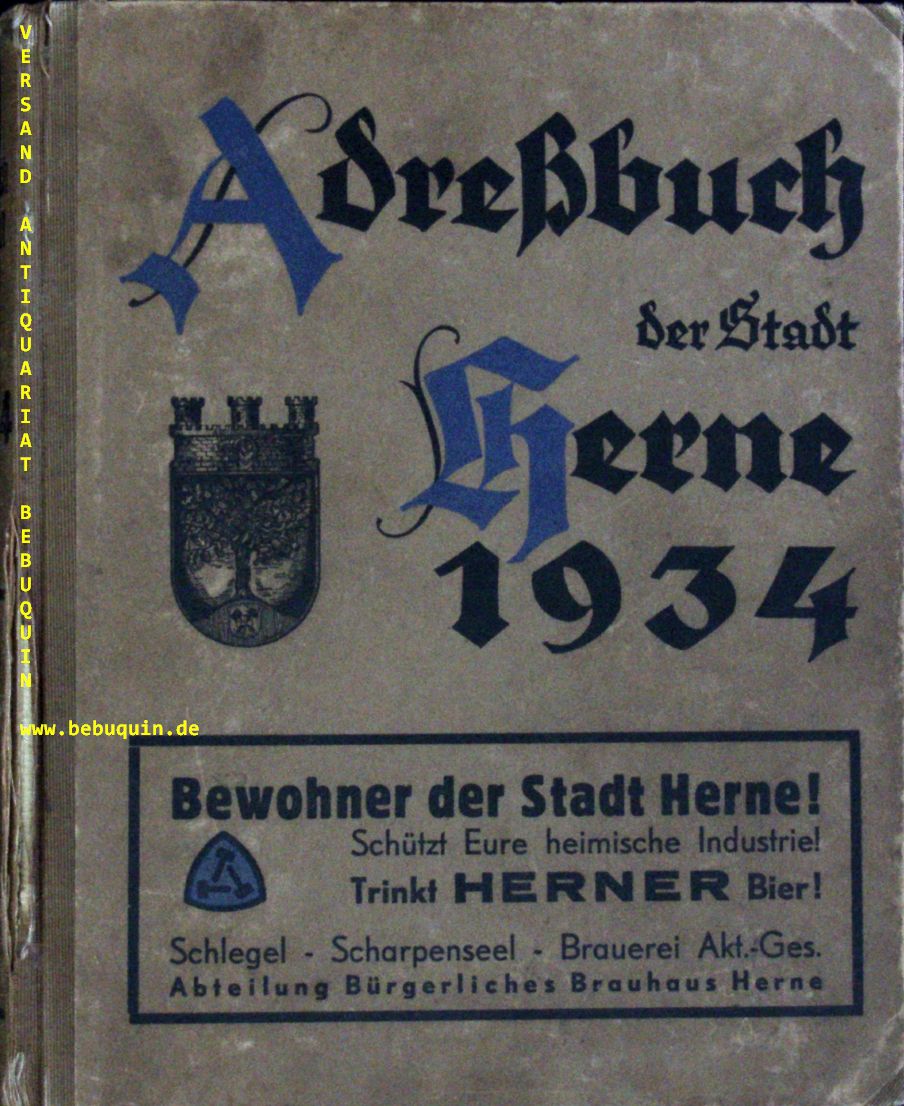 Adreßbuch
der Stadt
Herne
1934
Bewohner der Stadt Herne!
Schützt Eure heimische Industrie!
Trinkt HERNER Bier!
Schlegel - Scharpenseel - Brauerei Akt.-Ges.
Abteilung Bürgerliches Brauhaus Herne
VERSAND ANTIQUARIAT BEBUQUIN
www.bebuquin.de